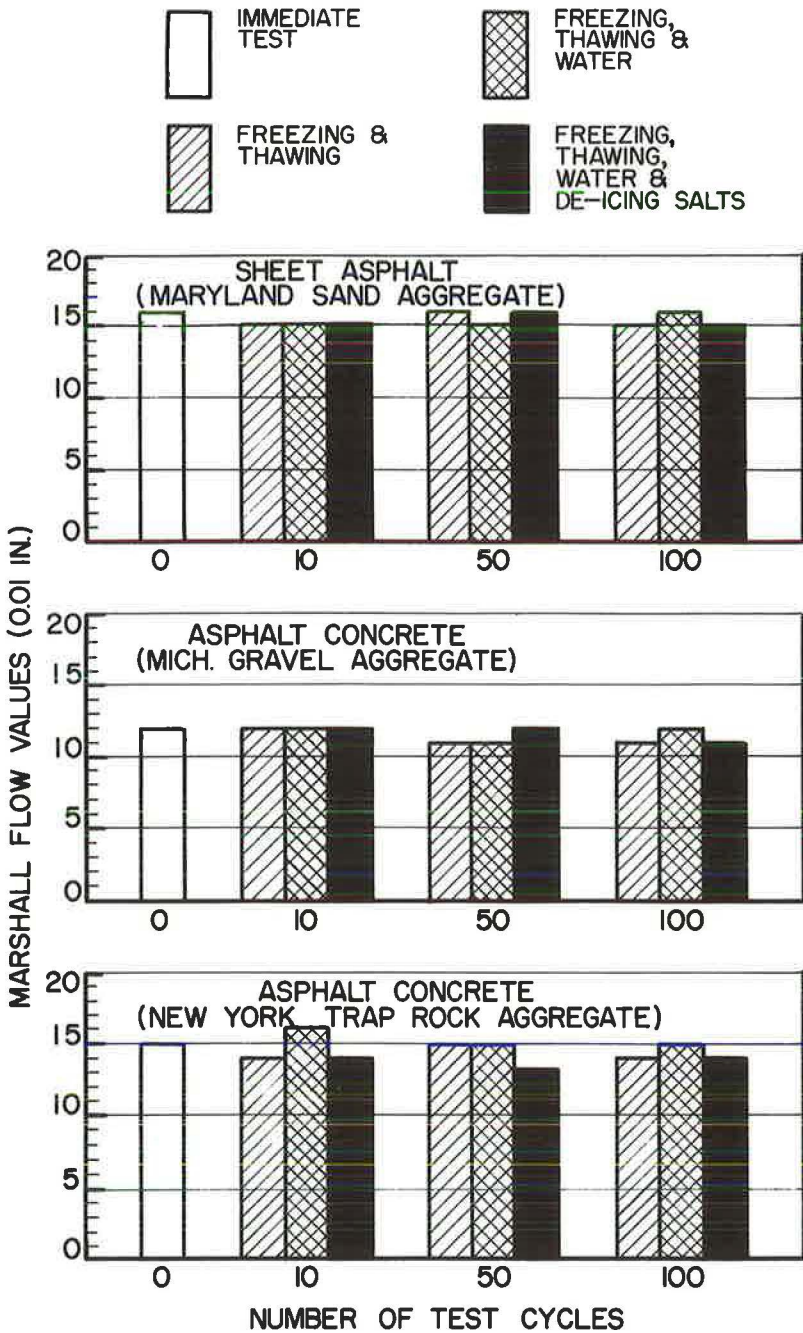 IMMEDIATE
TEST
FREEZING,
THAWING &
WATER
FREEZING &
THAWING
FREEZING,
THAWING,
WATER &
DE-ICING SALTS
MARSHALL FLOW VALUES (0.01 IN.)
SHEET ASPHALT
(MARYLAND SAND AGGREGATE)
20
15
10
5
0
0 10 50 100
ASPHALT CONCRETE
(MICH. GRAVEL AGGREGATE)
20
15
10
5
0
0 10 50 100
ASPHALT CONCRETE
(NEW YORK TRAP ROCK AGGREGATE)
20
15
10
5
0
0 10 50 100
NUMBER OF TEST CYCLES